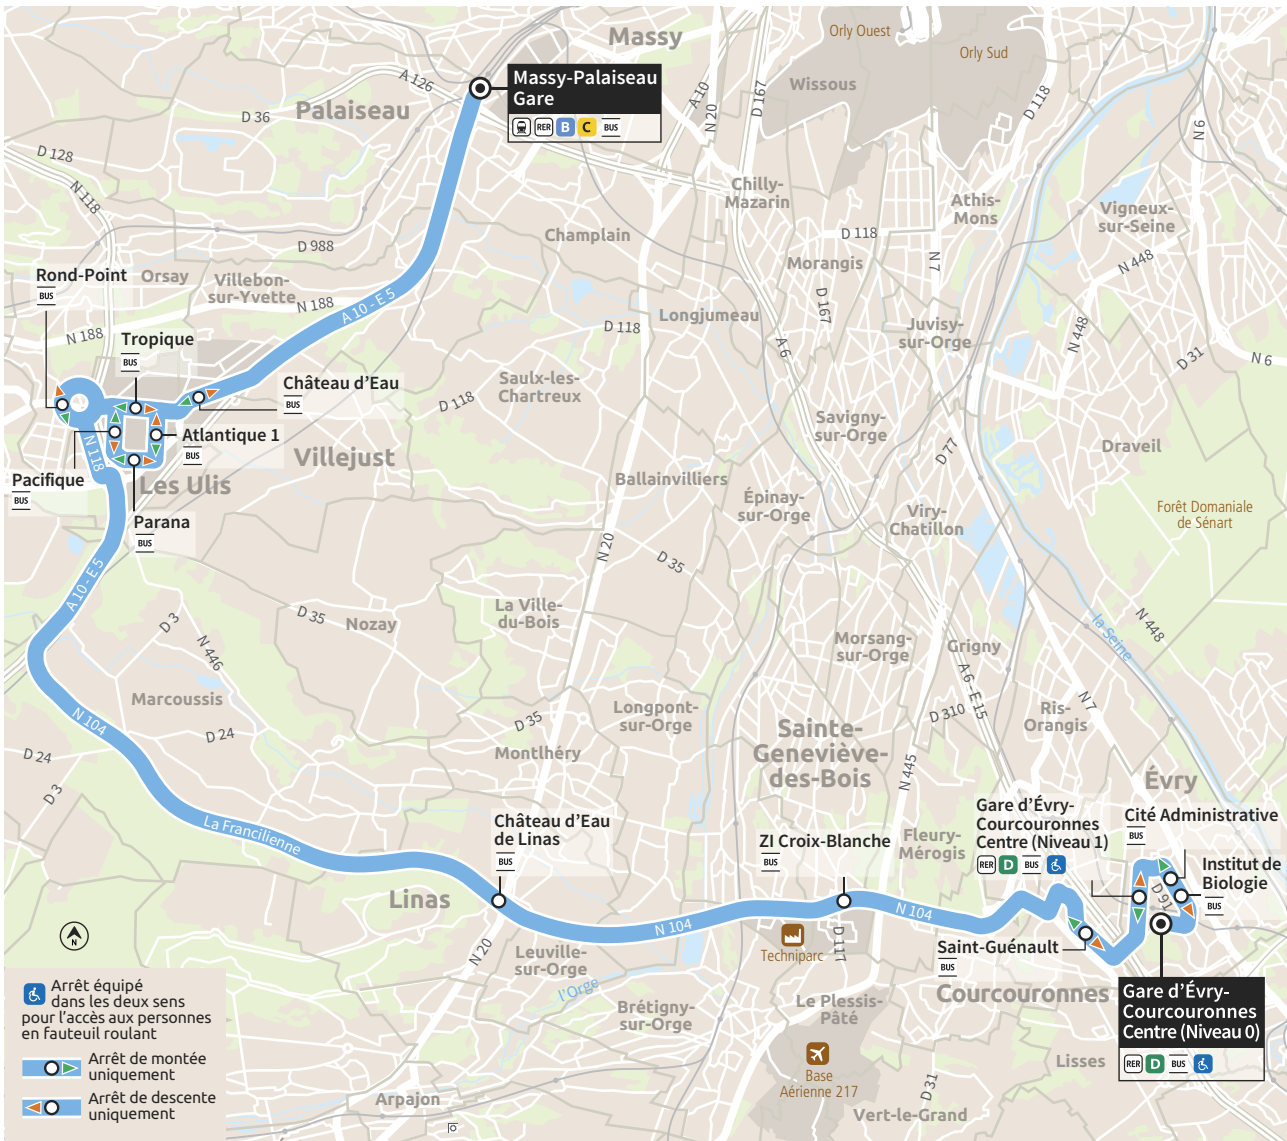 Massy
Orly Ouest
Orly Sud
Wissous
A 126
Massy-Palaiseau
Gare
RER B C BUS
A 10
N 20
D 167
D 118
N 6
Palaiseau
D 36
D 128
N 118
Chilly-
Mazarin
Athis-
Mons
Vigneux-
sur-Seine
D 988
Champlain
D 118
N 7
N 448
Rond-Point
BUS
Orsay
Villebon-
sur-Yvette
N 188
A 10 - E 5
Morangis
D 167
N 188
Tropique
BUS
D 118
Longjumeau
A 6
Juvisy-
sur-Orge
N 448
D 31
N 6
Château d'Eau
BUS
D 118
Saulx-les-
Chartreux
Savigny-
sur-Orge
D 77
Draveil
Atlantique 1
BUS
N 118
Villejust
Pacifique
BUS
Les Ulis
Parana
BUS
Ballainvilliers
Épinay-
sur-Orge
Viry-
Chatillon
Forêt Domaniale
de Sénart
N 20
D 35
A 10 - E 5
D 3
N 446
D 35
Nozay
La Ville-
du-Bois
Morsang-
sur-Orge
Grigny
la Seine
N 448
A 6 - E 15
Marcoussis
N 104
D 24
D 24
D 3
D 35
Montlhéry
Longpont-
sur-Orge
Sainte-
Geneviève-
des-Bois
D 310
Ris-
Orangis
N 7
N 445
Évry
La Francilienne
Château d'Eau
de Linas
BUS
ZI Croix-Blanche
BUS
Fleury-
Mérogis
Gare d'Évry-
Courcouronnes
Centre (Niveau 1)
RER D BUS
Cité Administrative
BUS
Institut de
Biologie
BUS
D 91
Linas
N 104
N 104
N
N 20
Leuville-
sur-Orge
l'Orge
Techniparc
D 117
Saint-Guénault
BUS
Courcouronnes
Gare d'Évry-
Courcouronnes
Centre (Niveau 0)
RER D BUS
Brétigny-
sur-Orge
Le Plessis-
Pâté
Lisses
Base
Aérienne 217
D 31
Vert-le-Grand
Arpajon
Arrêt équipé
dans les deux sens
pour l'accès aux personnes
en fauteuil roulant
Arrêt de montée
uniquement
Arrêt de descente
uniquement